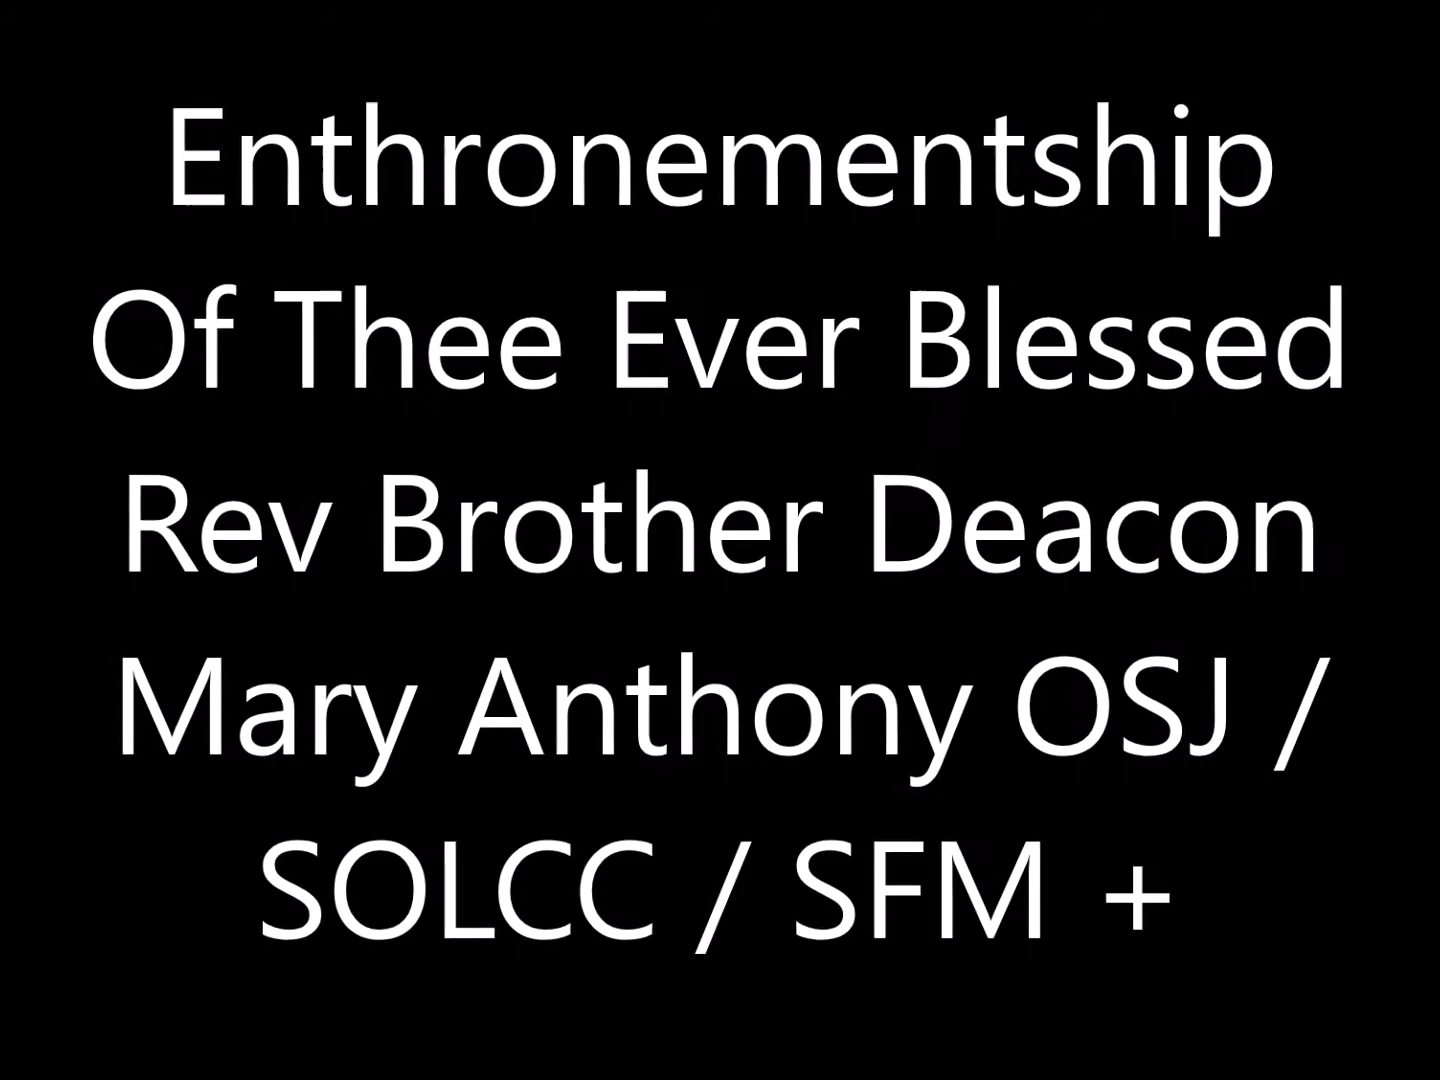 Enthronementship
Of Thee Ever Blessed
Rev Brother Deacon
Mary Anthony OSJ /
SOLCC / SFM +